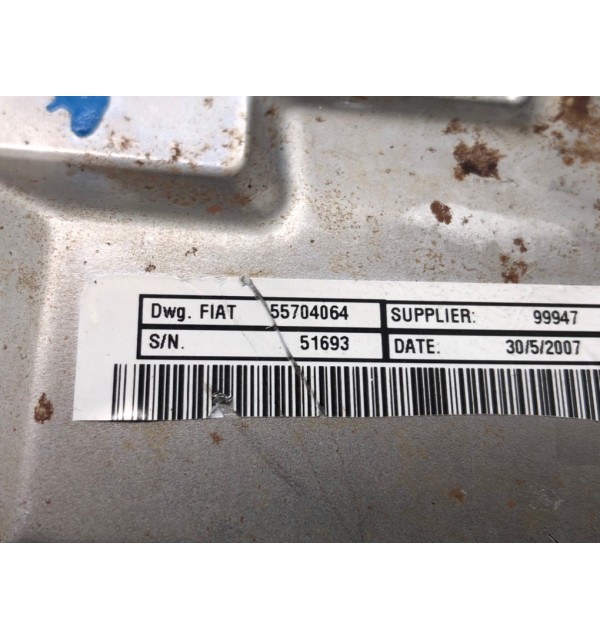 Dwg. FIAT 55704064 SUPPLIER: 99947
S/N. 51693 DATE: 30/5/2007